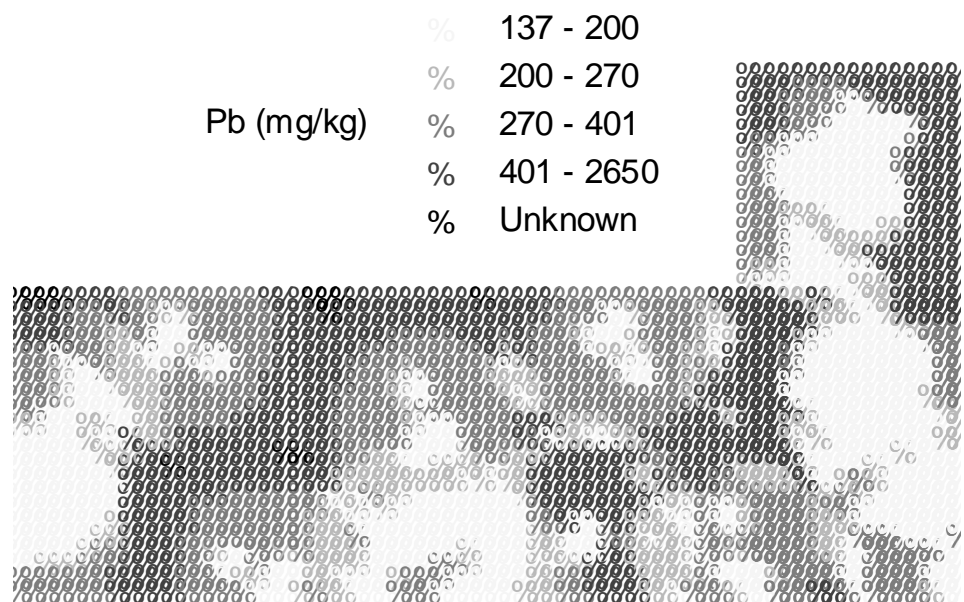 % 137 - 200
% 200 - 270
Pb (mg/kg)
% 270 - 401
% 401 - 2650
% Unknown